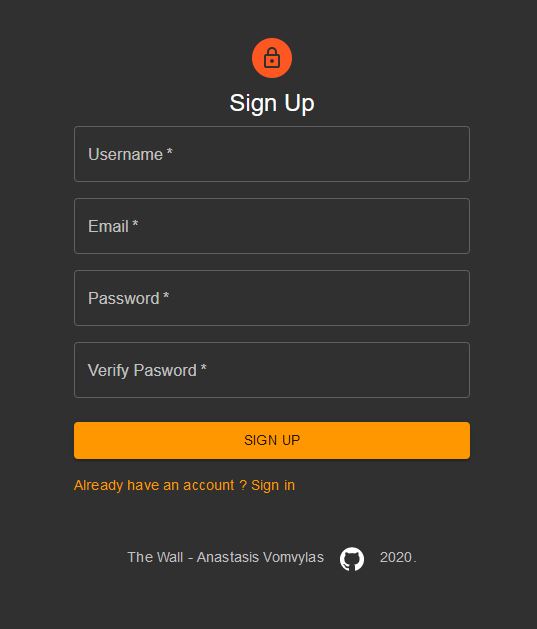 Sign Up
Username *
Email *
Password *
Verify Pasword *
SIGN UP
Already have an account ? Sign in
The Wall - Anastasis Vomvylas 2020.